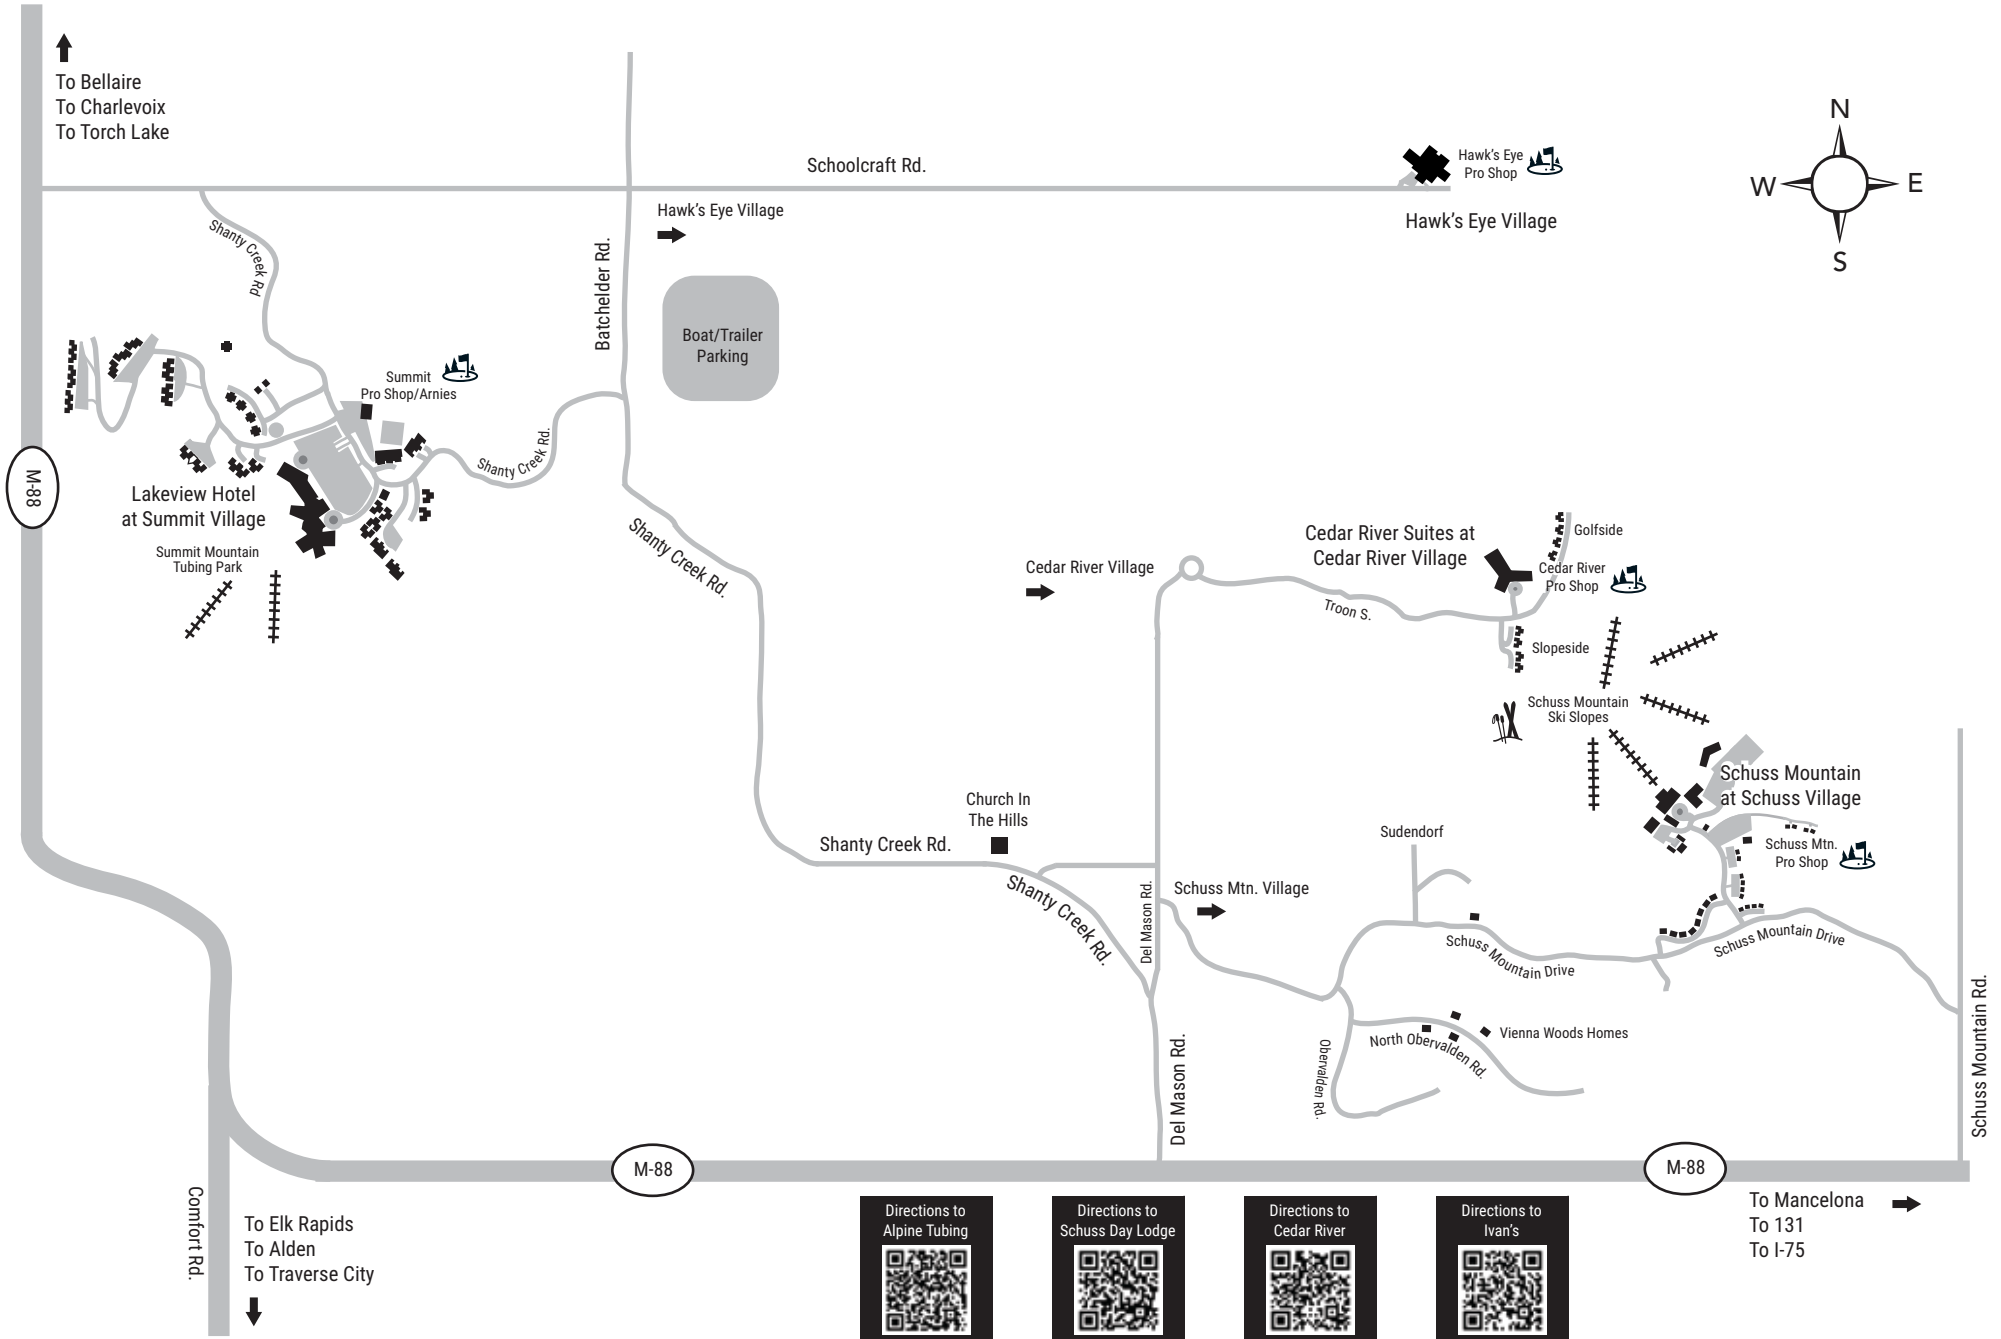 To Bellaire
To Charlevoix
To Torch Lake
Schoolcraft Rd.
Hawk's Eye
Pro Shop
Hawk's Eye Village
N
W
E
S
Shanty Creek Rd
Batchelder Rd.
Hawk's Eye Village
Boat/Trailer
Parking
Summit
Pro Shop/Arnies
Shanty Creek Rd.
M-88
Lakeview Hotel
at Summit Village
Summit Mountain
Tubing Park
Shanty Creek Rd.
Cedar River Village
Cedar River Suites at
Cedar River Village
Golfside
Cedar River
Pro Shop
Troon S.
Slopeside
Schuss Mountain
Ski Slopes
Schuss Mountain
at Schuss Village
Schuss Mtn.
Pro Shop
Church In
The Hills
Shanty Creek Rd.
Shanty Creek Rd.
Del Mason Rd.
Schuss Mtn. Village
Sudendorf
Schuss Mountain Drive
Schuss Mountain Drive
Schuss Mountain Rd.
Vienna Woods Homes
North Obervalden Rd.
Obervalden Rd.
Del Mason Rd.
M-88
M-88
Comfort Rd.
To Elk Rapids
To Alden
To Traverse City
Directions to
Alpine Tubing
Directions to
Schuss Day Lodge
Directions to
Cedar River
Directions to
Ivan's
To Mancelona
To 131
To I-75